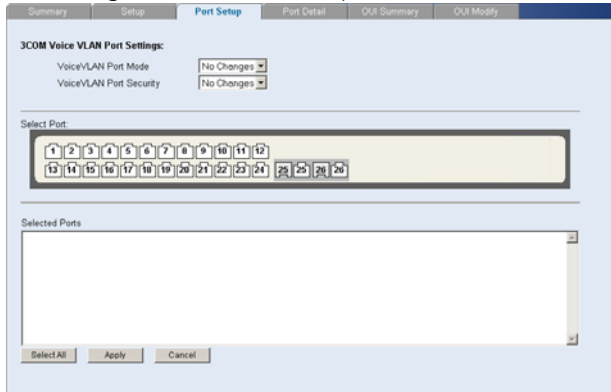 Summary Setup Port Setup Port Detail OUI Summary OUI Modify
3COM Voice VLAN Port Settings:
VoiceVLAN Port Mode No Changes
VoiceVLAN Port Security No Changes
Select Port:
1 2 3 4 5 6 7 8 9 10 11 12
13 14 15 16 17 18 19 20 21 22 23 24 25 25 26 26
Selected Ports
Select All Apply Cancel